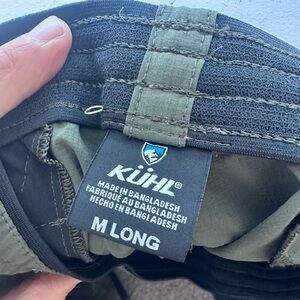 KÜHL®
MADE IN BANGLADESH
FABRIQUÉ AU BANGLADESH
HECHO EN BANGLADESH
M LONG